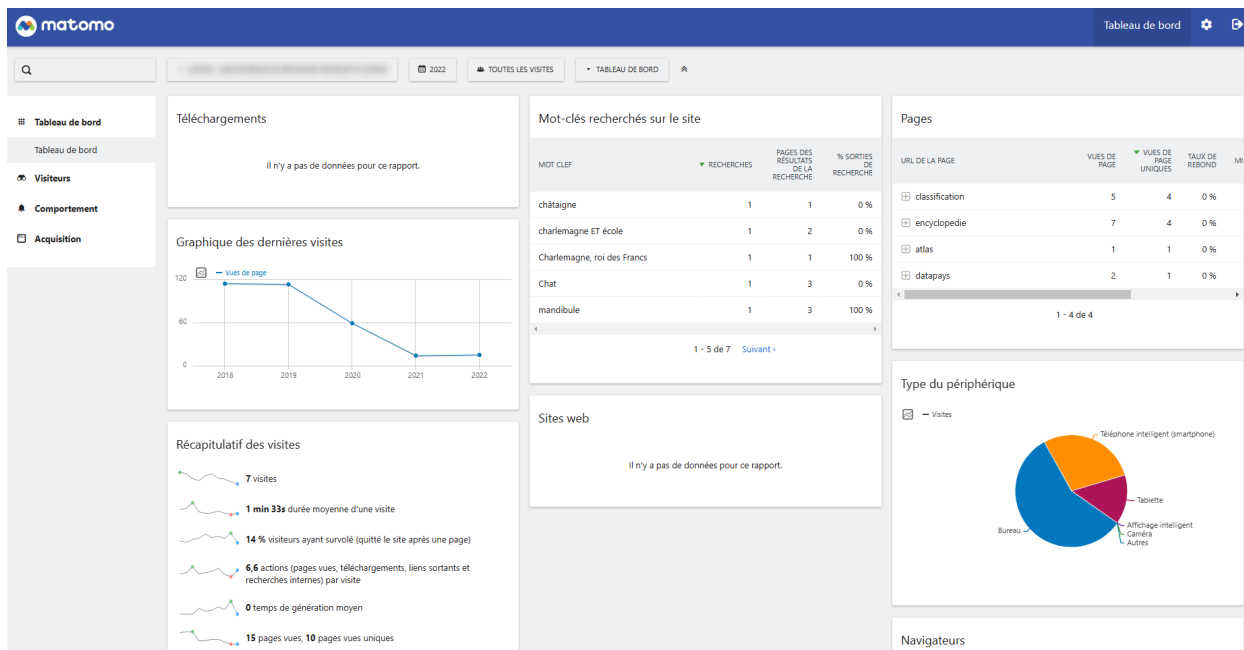 matomo
Tableau de bord
2022
TOUTES LES VISITES
TABLEAU DE BORD
Tableau de bord
Tableau de bord
Visiteurs
Comportement
Acquisition
Téléchargements
Il n'y a pas de données pour ce rapport.
Graphique des dernières visites
Vues de page
120
60
0
2018 2019 2020 2021 2022
Récapitulatif des visites
7 visites
1 min 33s durée moyenne d'une visite
14 % visiteurs ayant survolé (quitté le site après une page)
6,6 actions (pages vues, téléchargements, liens sortants et
recherches internes) par visite
0 temps de génération moyen
15 pages vues, 10 pages vues uniques
Mot-clés recherchés sur le site
MOT CLEF
RECHERCHES
PAGES DES
RÉSULTATS
DE LA
RECHERCHE
% SORTIES
DE
RECHERCHE
châtaigne 1 1 0 %
charlemagne ET école 1 2 0 %
Charlemagne, roi des Francs 1 1 100 %
Chat 1 3 0 %
mandibule 1 3 100 %
1 - 5 de 7 Suivant ›
Sites web
Il n'y a pas de données pour ce rapport.
Pages
URL DE LA PAGE
VUES DE
PAGE
VUES DE
PAGE
UNIQUES
TAUX DE
REBOND
classification 5 4 0 %
encyclopedie 7 4 0 %
atlas 1 1 0 %
datapays 2 1 0 %
1 - 4 de 4
Type du périphérique
Visites
Téléphone intelligent (smartphone)
Tablette
Bureau
Affichage intelligent
Caméra
Autres
Navigateurs